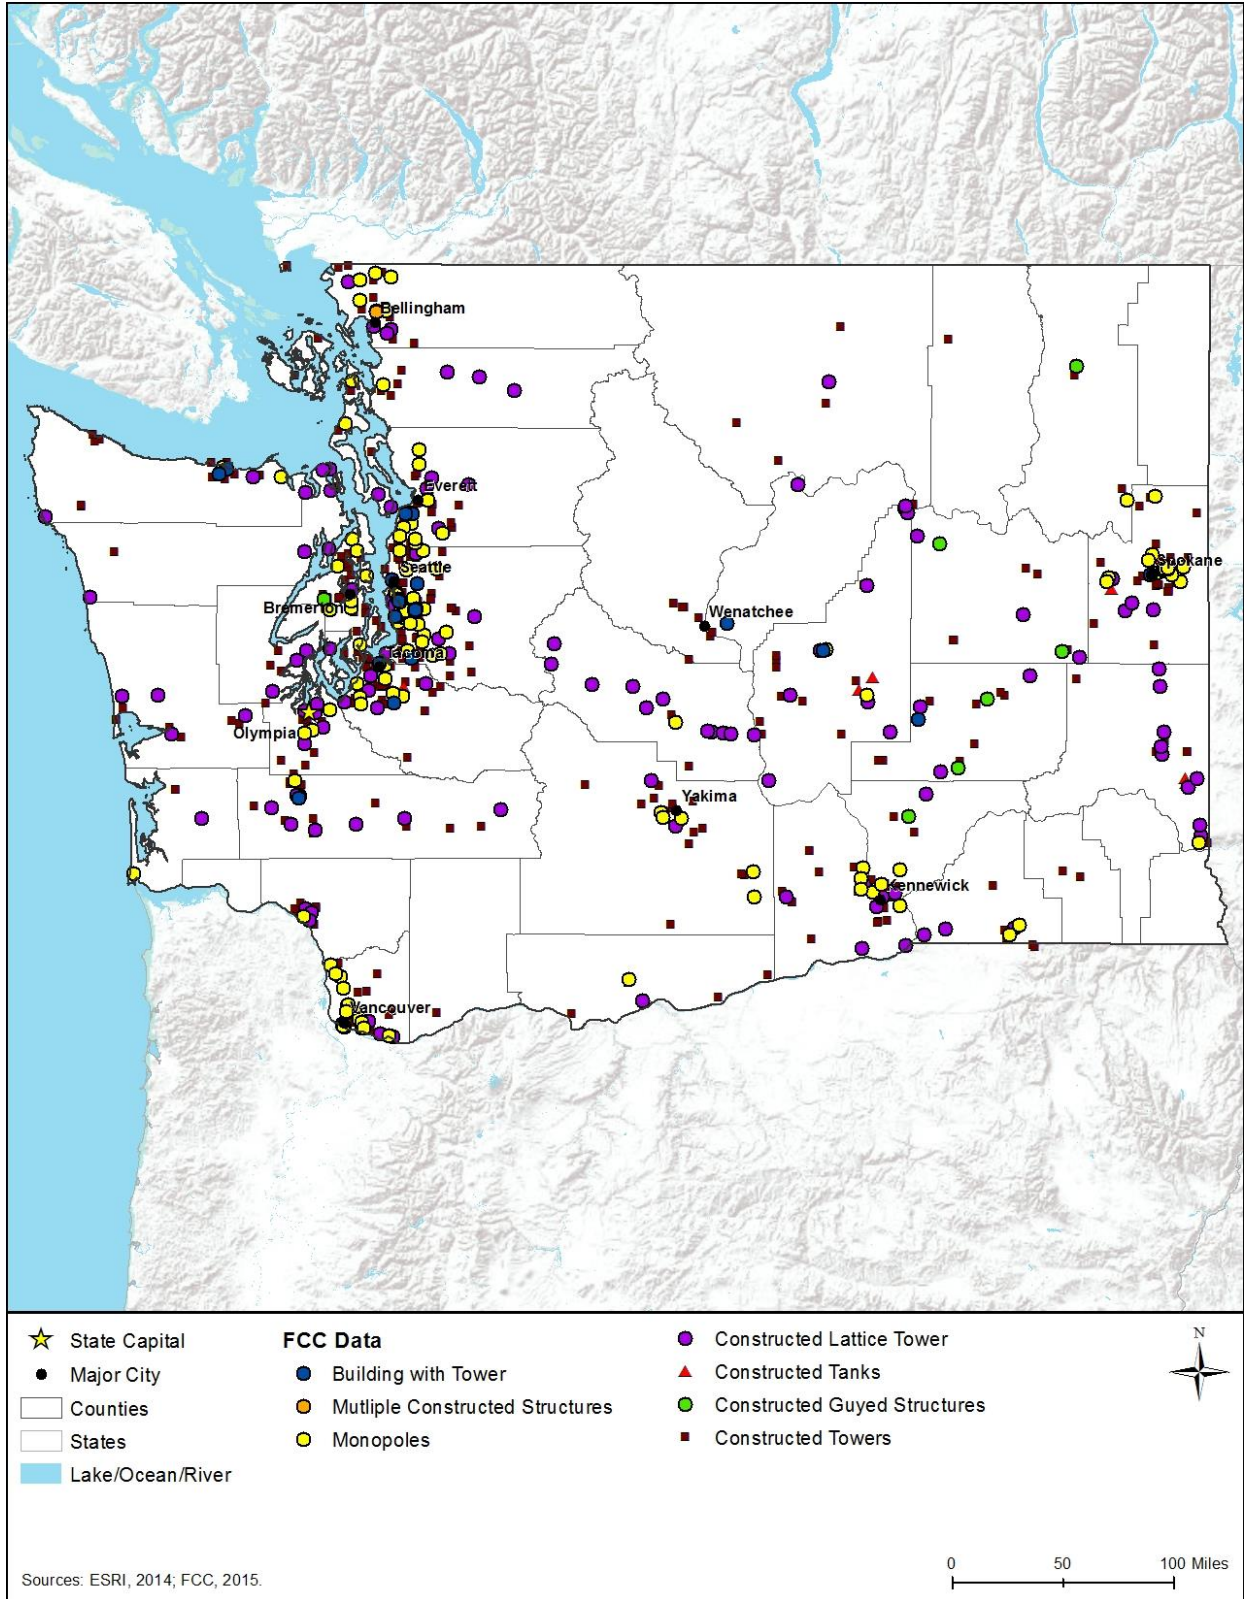 Bellingham
Everett
Seattle
Spokane
Bremerton
Wenatchee
Tacoma
Olympia
Yakima
Kennewick
Vancouver
State Capital
Major City
Counties
States
Lake/Ocean/River
FCC Data
Building with Tower
Mutliple Constructed Structures
Monopoles
Constructed Lattice Tower
Constructed Tanks
Constructed Guyed Structures
Constructed Towers
N
0 50 100 Miles
Sources: ESRI, 2014; FCC, 2015.